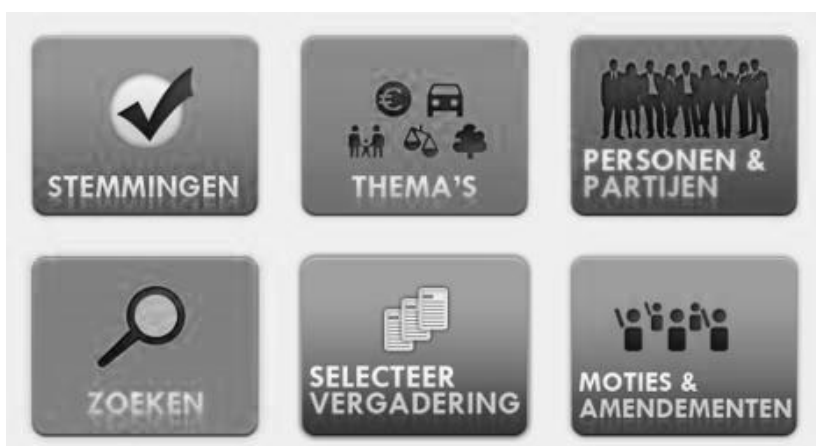 STEMMINGEN
THEMA'S
PERSONEN &
PARTIJEN
ZOEKEN
SELECTEER
VERGADERING
MOTIES &
AMENDEMENTEN